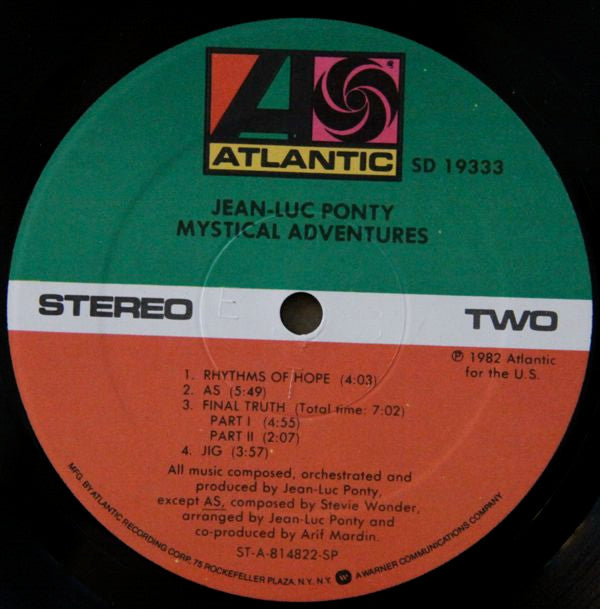 ATLANTIC
SD 19333
JEAN-LUC PONTY
MYSTICAL ADVENTURES
STEREO
TWO
℗ 1982 Atlantic
for the U.S.
1. RHYTHMS OF HOPE (4:03)
2. AS (5:49)
3. FINAL TRUTH (Total time: 7:02)
PART I (4:55)
PART II (2:07)
4. JIG (3:57)
All music composed, orchestrated and
produced by Jean-Luc Ponty,
except AS, composed by Stevie Wonder,
arranged by Jean-Luc Ponty and
co-produced by Arif Mardin.
ST-A-814822-SP
MFG. BY ATLANTIC RECORDING CORP. 75 ROCKEFELLER PLAZA, N.Y. N.Y. W A WARNER COMMUNICATIONS COMPANY